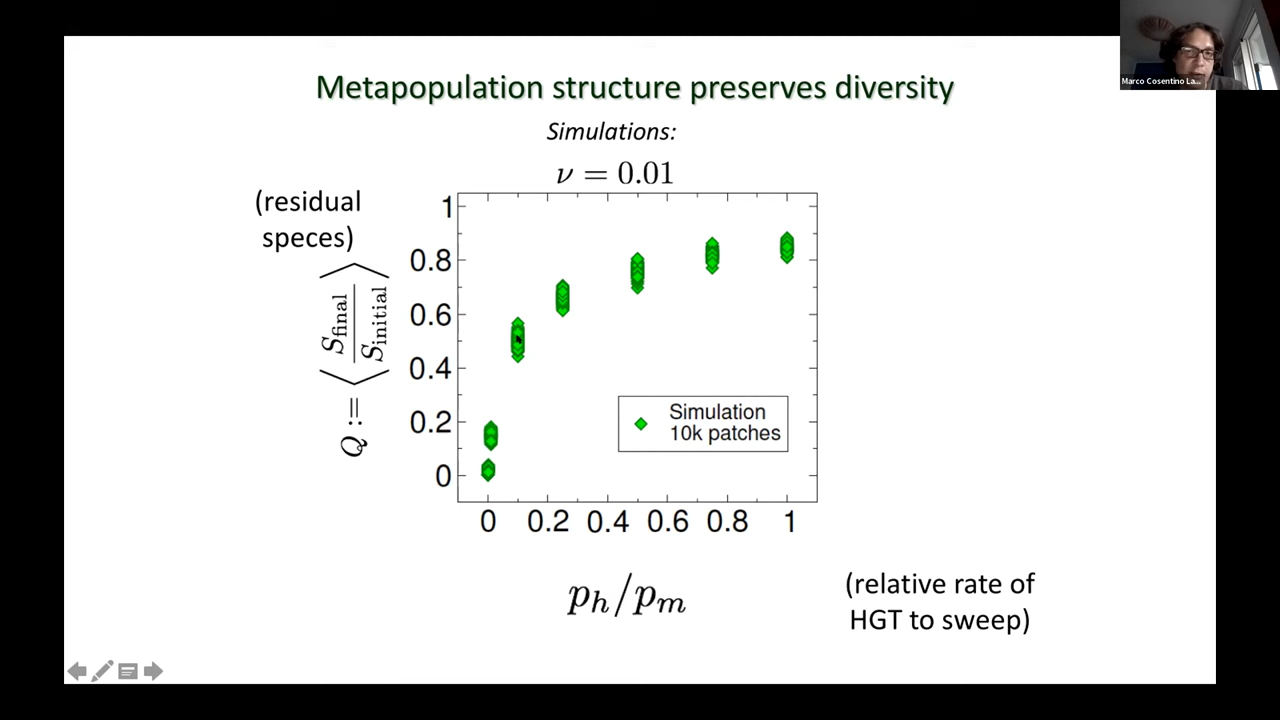 Marco Cosentino La...
Metapopulation structure preserves diversity
Simulations:
ν = 0.01
(residual
speces)
Q := ⟨ S_final / S_initial ⟩
1
0.8
0.6
0.4
0.2
0
Simulation
10k patches
0 0.2 0.4 0.6 0.8 1
p_h/p_m
(relative rate of
HGT to sweep)